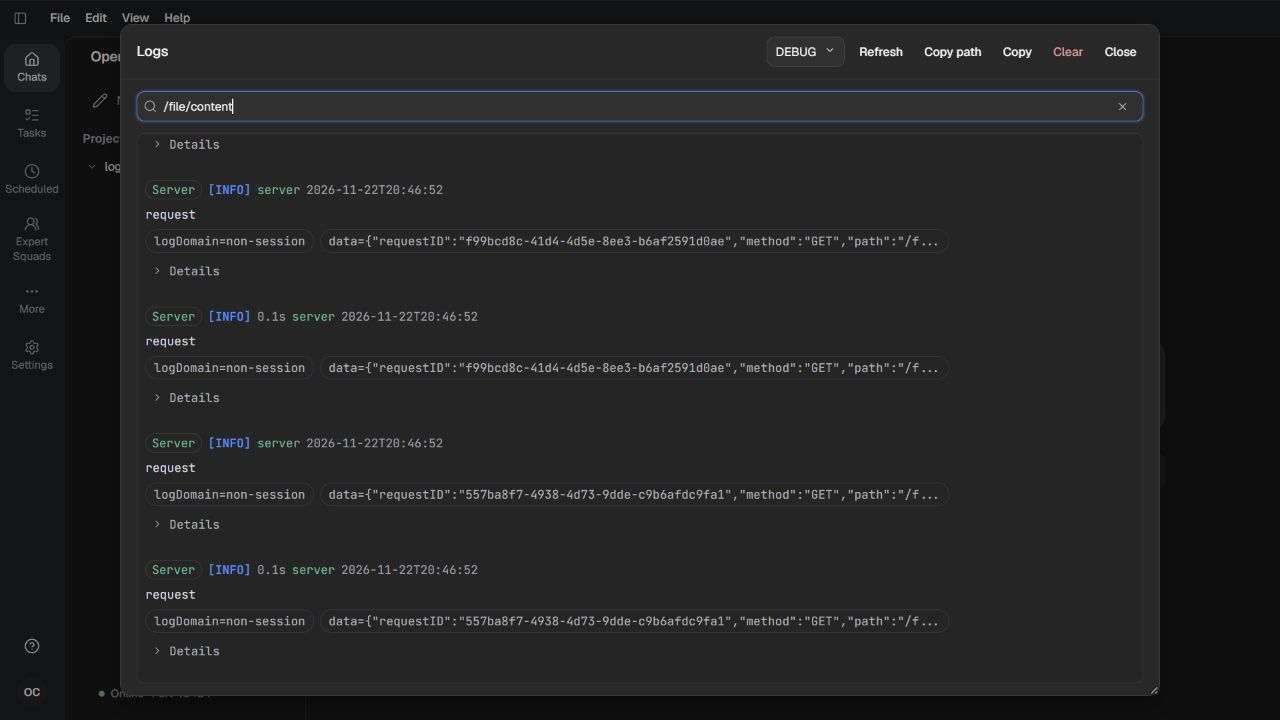 File Edit View Help
Logs
DEBUG Refresh Copy path Copy Clear Close
/file/content
Chats
Tasks
Scheduled
Expert
Squads
More
Settings
OC
Details
Server [INFO] server 2026-11-22T20:46:52
request
logDomain=non-session data={"requestID":"f99bcd8c-41d4-4d5e-8ee3-b6af2591d0ae","method":"GET","path":"/f...
Details
Server [INFO] 0.1s server 2026-11-22T20:46:52
request
logDomain=non-session data={"requestID":"f99bcd8c-41d4-4d5e-8ee3-b6af2591d0ae","method":"GET","path":"/f...
Details
Server [INFO] server 2026-11-22T20:46:52
request
logDomain=non-session data={"requestID":"557ba8f7-4938-4d73-9dde-c9b6afdc9fa1","method":"GET","path":"/f...
Details
Server [INFO] 0.1s server 2026-11-22T20:46:52
request
logDomain=non-session data={"requestID":"557ba8f7-4938-4d73-9dde-c9b6afdc9fa1","method":"GET","path":"/f...
Details